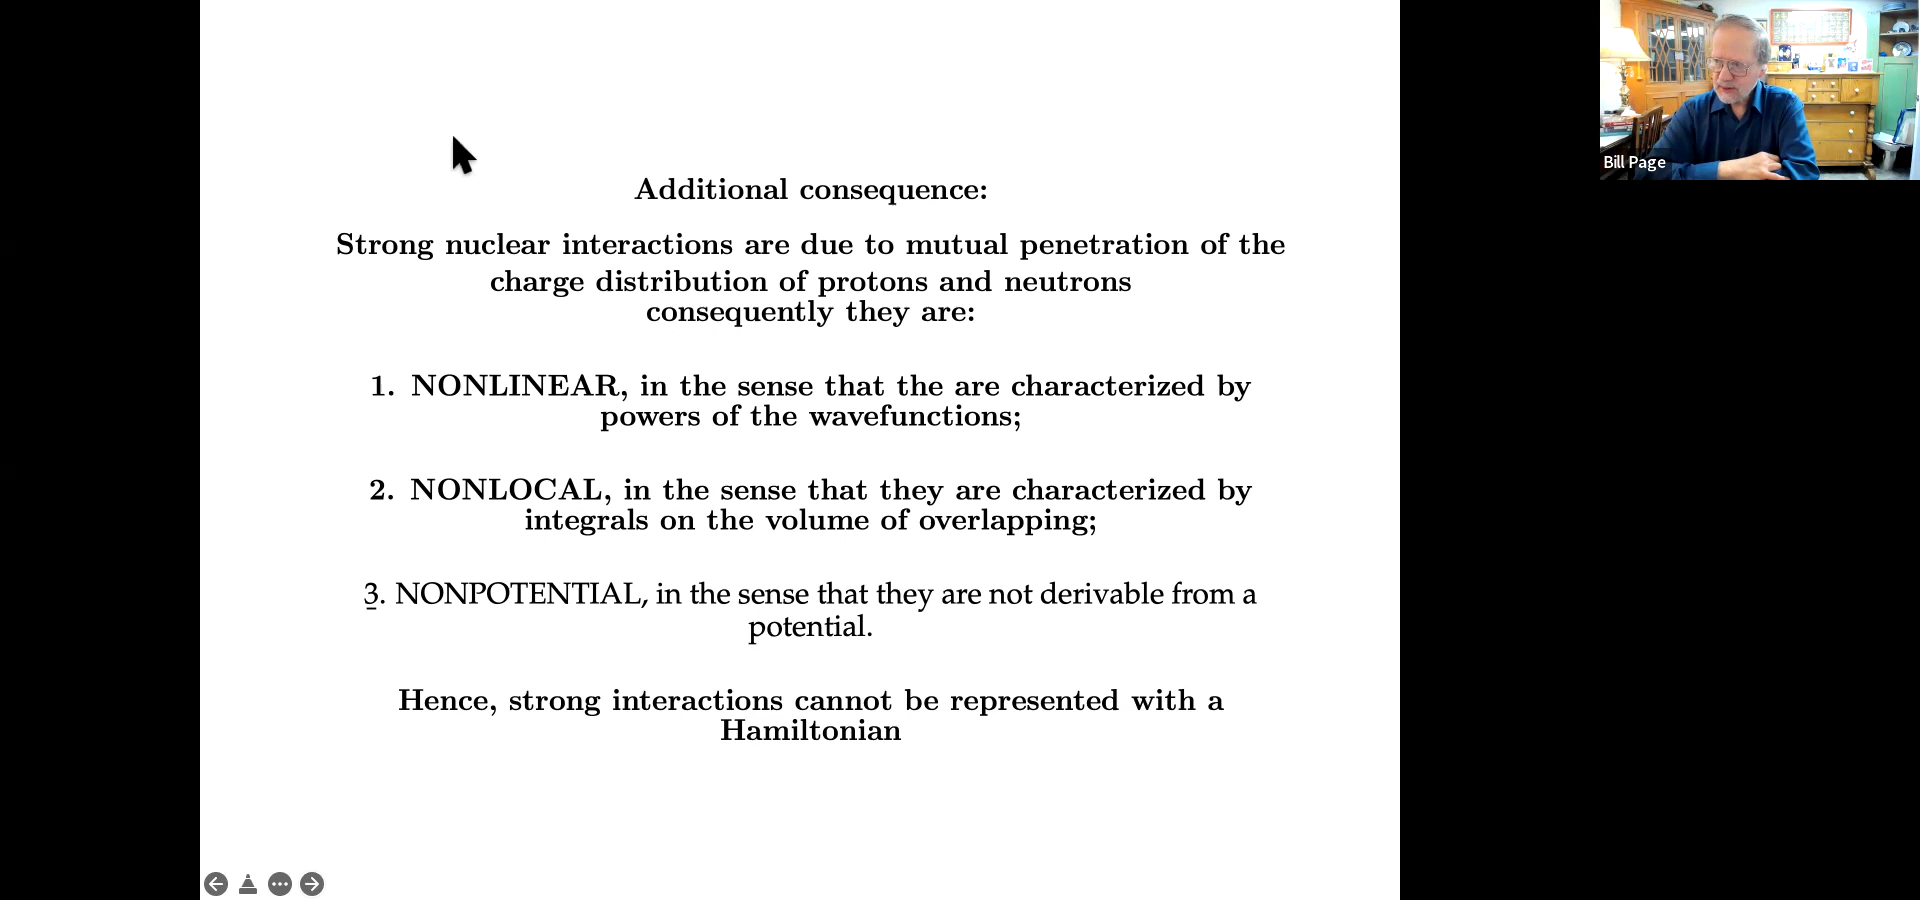 Additional consequence:
Strong nuclear interactions are due to mutual penetration of the
charge distribution of protons and neutrons
consequently they are:
1. NONLINEAR, in the sense that the are characterized by
powers of the wavefunctions;
2. NONLOCAL, in the sense that they are characterized by
integrals on the volume of overlapping;
3. NONPOTENTIAL, in the sense that they are not derivable from a
potential.
Hence, strong interactions cannot be represented with a
Hamiltonian
Bill Page